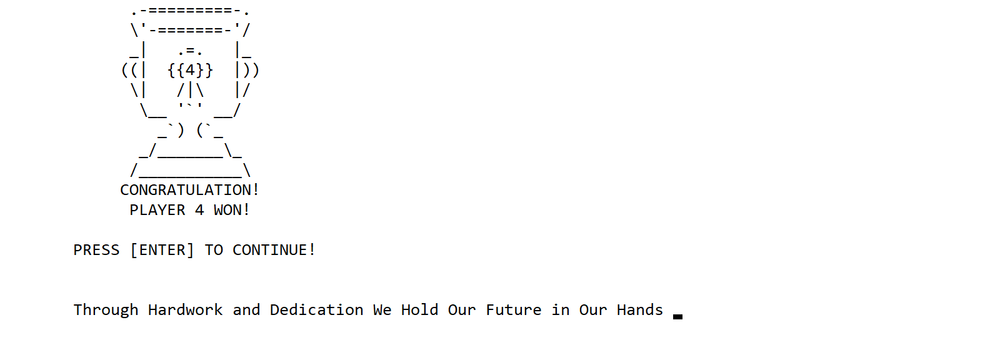 .-=========-.
         \'-=======-'/
         _|   .=.   |_
        ((|  {{4}}  |))
         \|   /|\   |/
          \__ '`' __/
            _`) (`_
          _/_______\_
         /___________\
        CONGRATULATION!
         PLAYER 4 WON!
   PRESS [ENTER] TO CONTINUE!
   Through Hardwork and Dedication We Hold Our Future in Our Hands